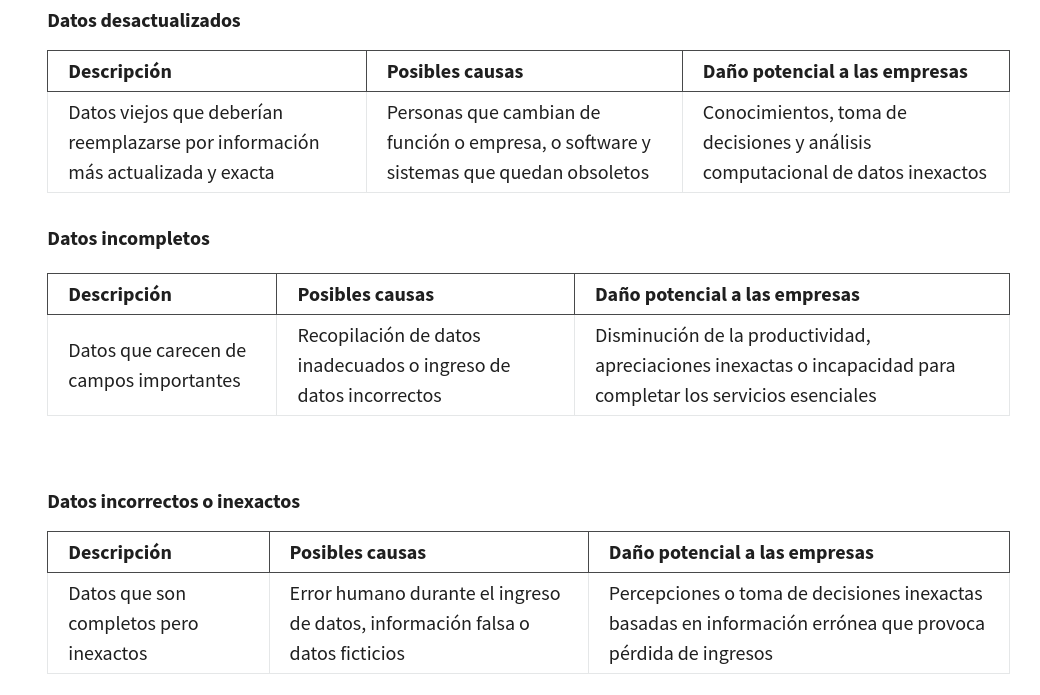 Datos desactualizados
Descripción
Posibles causas
Daño potencial a las empresas
Datos viejos que deberían
reemplazarse por información
más actualizada y exacta
Personas que cambian de
función o empresa, o software y
sistemas que quedan obsoletos
Conocimientos, toma de
decisiones y análisis
computacional de datos inexactos
Datos incompletos
Descripción
Posibles causas
Daño potencial a las empresas
Datos que carecen de
campos importantes
Recopilación de datos
inadecuados o ingreso de
datos incorrectos
Disminución de la productividad,
apreciaciones inexactas o incapacidad para
completar los servicios esenciales
Datos incorrectos o inexactos
Descripción
Posibles causas
Daño potencial a las empresas
Datos que son
completos pero
inexactos
Error humano durante el ingreso
de datos, información falsa o
datos ficticios
Percepciones o toma de decisiones inexactas
basadas en información errónea que provoca
pérdida de ingresos